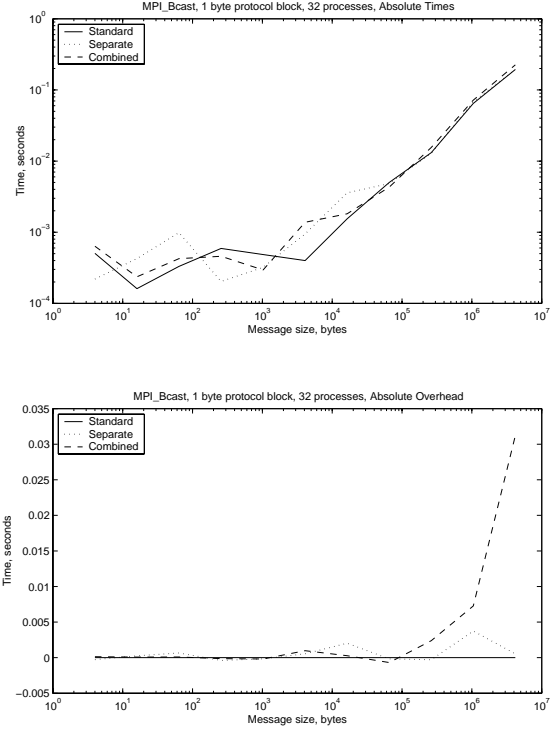 MPI_Bcast, 1 byte protocol block, 32 processes, Absolute Times
Standard
Separate
Combined
10^0
10^-1
10^-2
10^-3
10^-4
Time, seconds
10^0 10^1 10^2 10^3 10^4 10^5 10^6 10^7
Message size, bytes
MPI_Bcast, 1 byte protocol block, 32 processes, Absolute Overhead
Standard
Separate
Combined
0.035
0.03
0.025
0.02
0.015
0.01
0.005
0
−0.005
Time, seconds
10^0 10^1 10^2 10^3 10^4 10^5 10^6 10^7
Message size, bytes